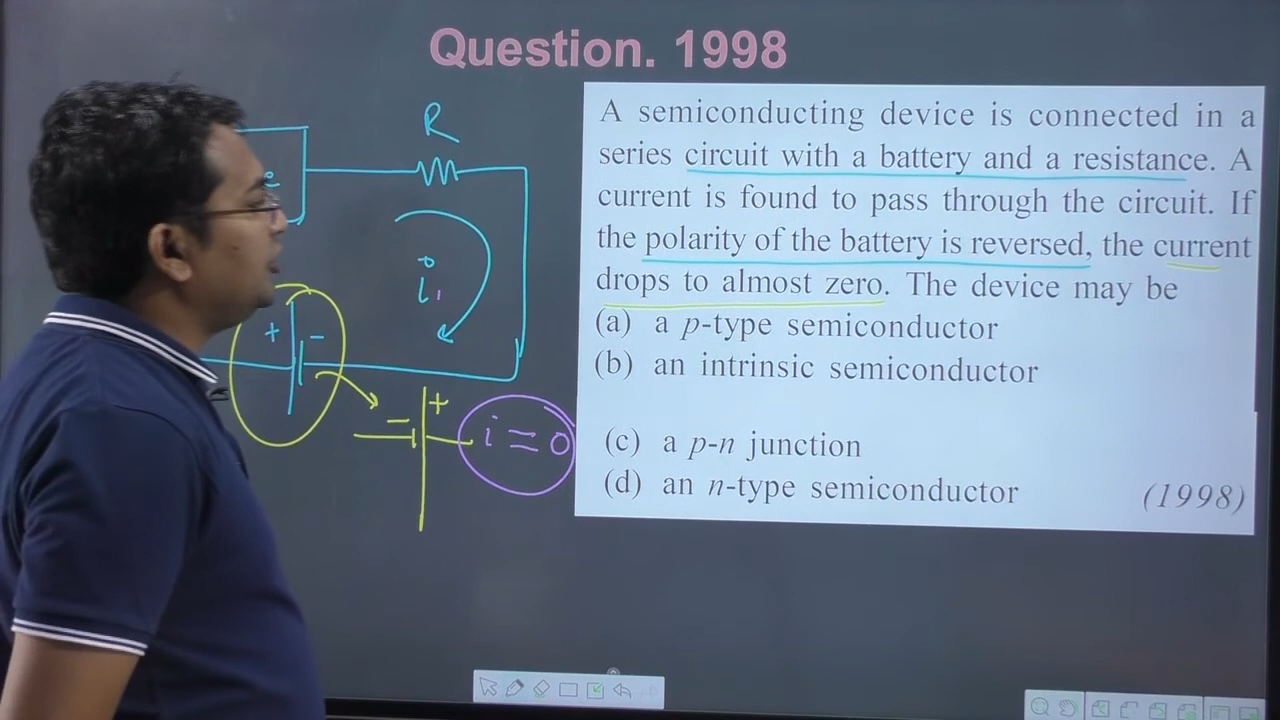 Question. 1998
R
A semiconducting device is connected in a
series circuit with a battery and a resistance. A
current is found to pass through the circuit. If
the polarity of the battery is reversed, the current
drops to almost zero. The device may be
(a) a p-type semiconductor
(b) an intrinsic semiconductor
(c) a p-n junction
(d) an n-type semiconductor (1998)
i
+ -
- +
i = 0